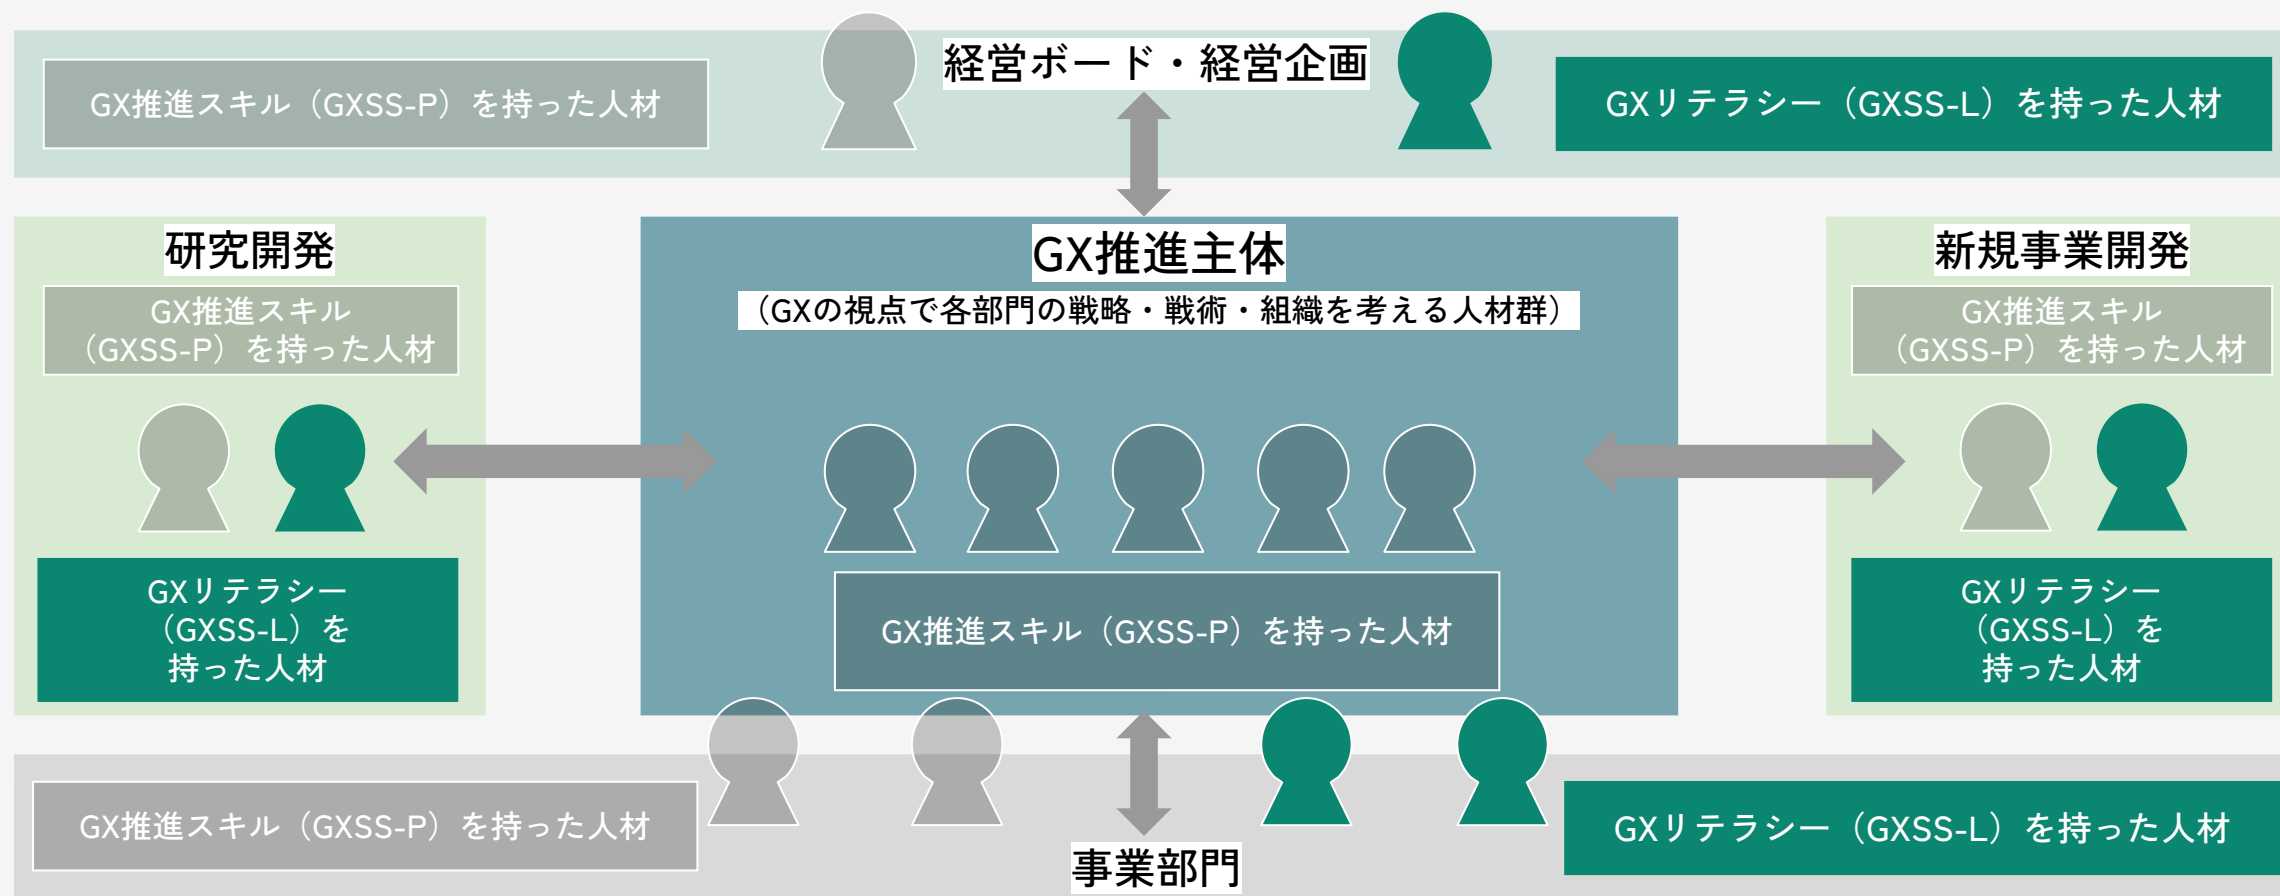 経営ボード・経営企画
GX推進スキル（GXSS-P）を持った人材
GXリテラシー（GXSS-L）を持った人材
研究開発
GX推進スキル
（GXSS-P）を持った人材
GXリテラシー
（GXSS-L）を
持った人材
GX推進主体
（GXの視点で各部門の戦略・戦術・組織を考える人材群）
GX推進スキル（GXSS-P）を持った人材
新規事業開発
GX推進スキル
（GXSS-P）を持った人材
GXリテラシー
（GXSS-L）を
持った人材
GX推進スキル（GXSS-P）を持った人材
GXリテラシー（GXSS-L）を持った人材
事業部門